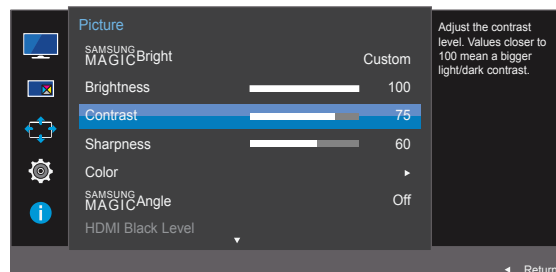 Picture
SAMSUNG MAGIC Bright Custom
Brightness 100
Contrast 75
Sharpness 60
Color
SAMSUNG MAGIC Angle Off
HDMI Black Level
Adjust the contrast
level. Values closer to
100 mean a bigger
light/dark contrast.
Return